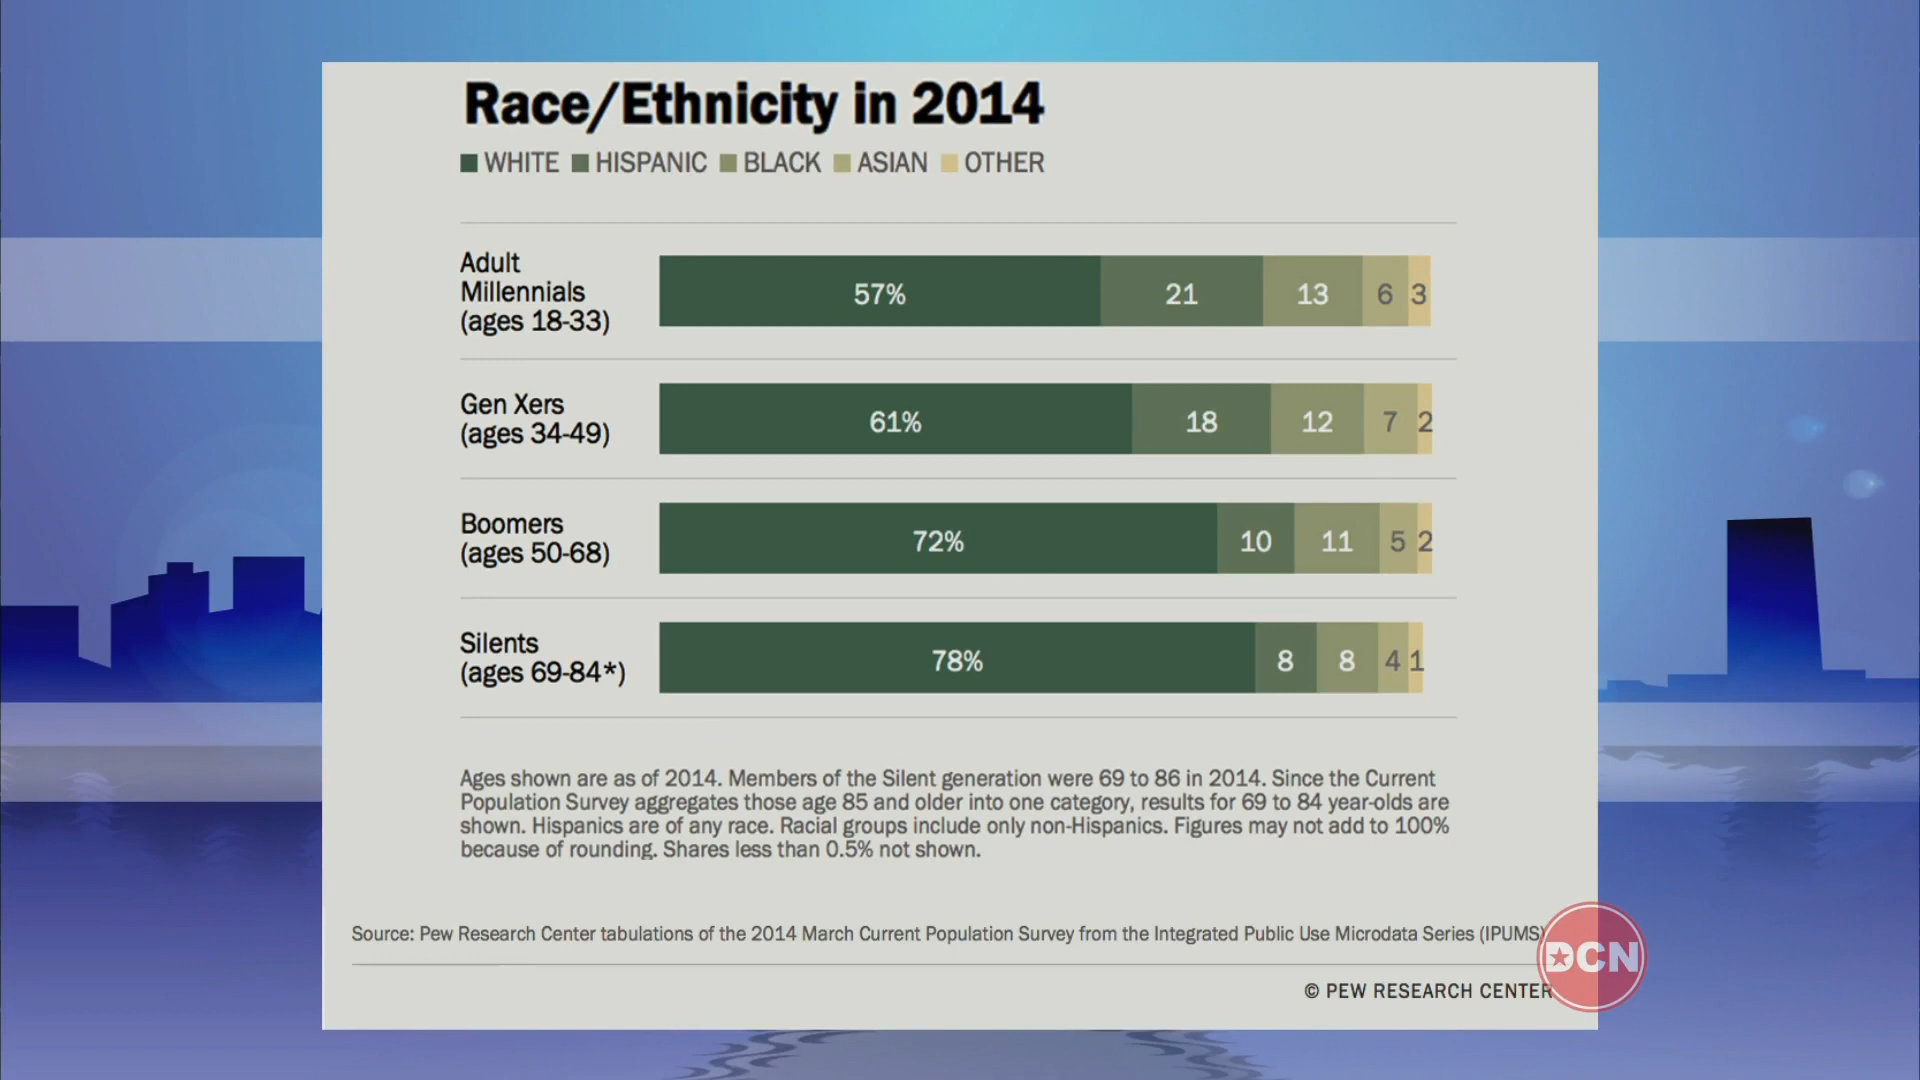 Race/Ethnicity in 2014
WHITE HISPANIC BLACK ASIAN OTHER
Adult
Millennials
(ages 18-33)
57% 21 13 6 3
Gen Xers
(ages 34-49)
61% 18 12 7 2
Boomers
(ages 50-68)
72% 10 11 5 2
Silents
(ages 69-84*)
78% 8 8 4 1
Ages shown are as of 2014. Members of the Silent generation were 69 to 86 in 2014. Since the Current
Population Survey aggregates those age 85 and older into one category, results for 69 to 84 year-olds are
shown. Hispanics are of any race. Racial groups include only non-Hispanics. Figures may not add to 100%
because of rounding. Shares less than 0.5% not shown.
Source: Pew Research Center tabulations of the 2014 March Current Population Survey from the Integrated Public Use Microdata Series (IPUMS)
DCN
© PEW RESEARCH CENTER